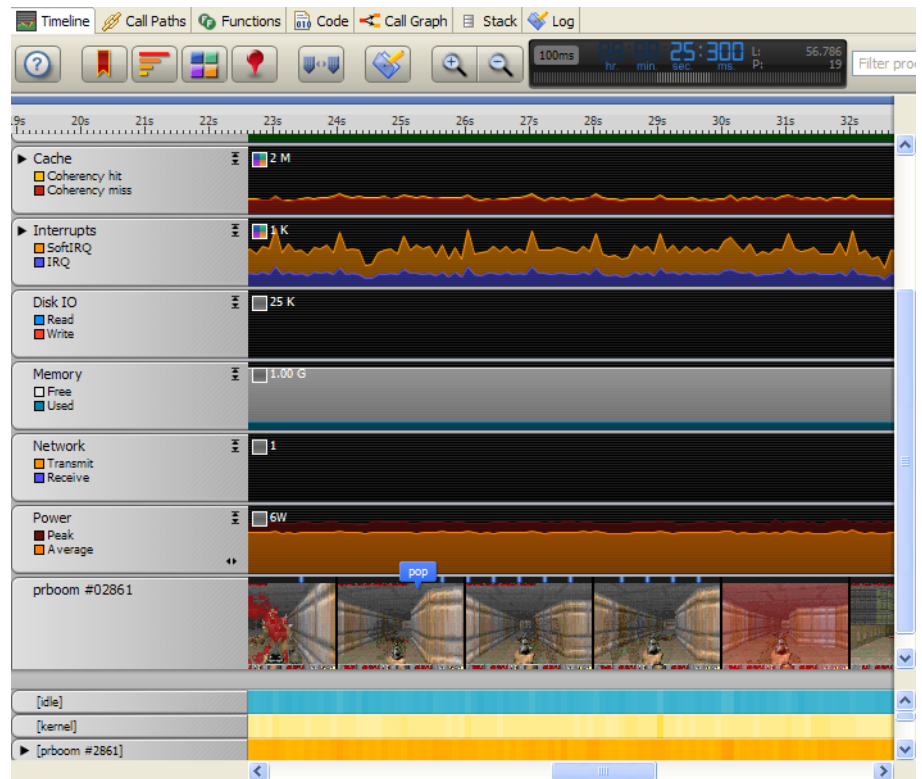 Timeline Call Paths Functions Code Call Graph Stack Log
100ms 25:300 L: 56.786
hr. min. sec. ms. P: 19
Filter pro
9s 20s 21s 22s 23s 24s 25s 26s 27s 28s 29s 30s 31s 32s
Cache 2 M
Coherency hit
Coherency miss
Interrupts 1 K
SoftIRQ
IRQ
Disk IO 25 K
Read
Write
Memory 1.00 G
Free
Used
Network 1
Transmit
Receive
Power 6W
Peak
Average
pop
prboom #02861
[idle]
[kernel]
[prboom #2861]